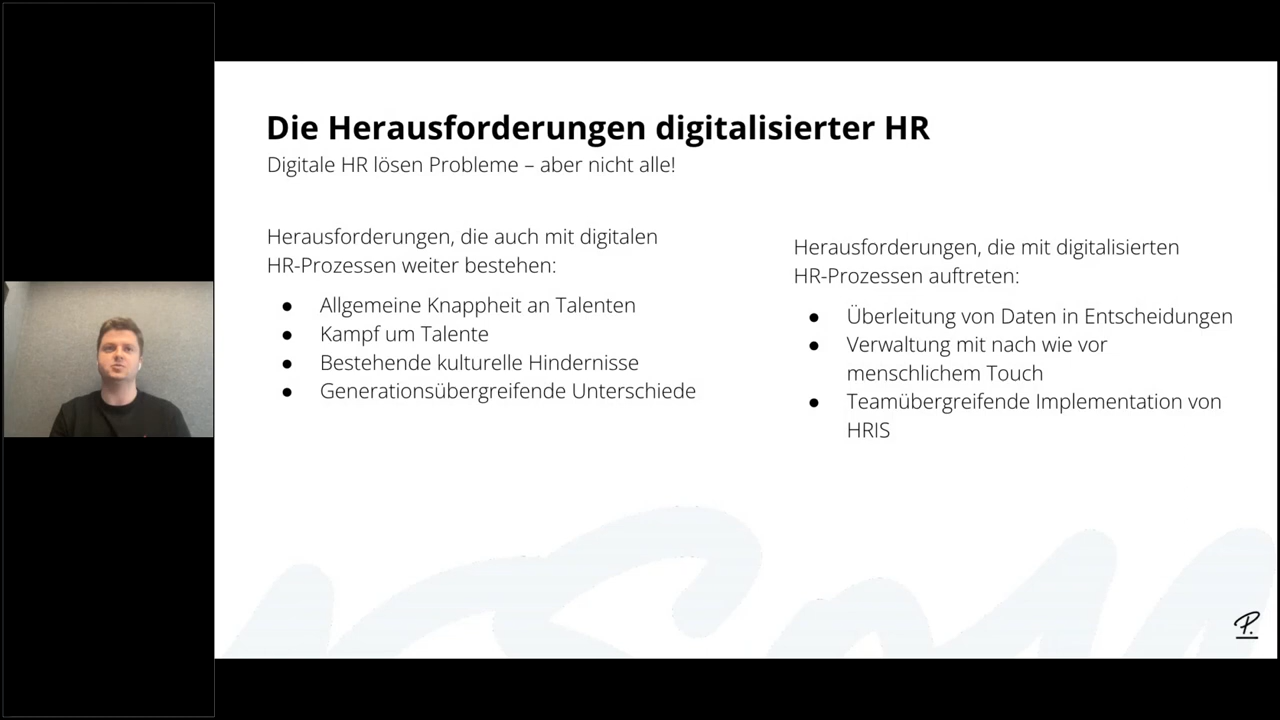 Die Herausforderungen digitalisierter HR
Digitale HR lösen Probleme – aber nicht alle!
Herausforderungen, die auch mit digitalen
HR-Prozessen weiter bestehen:
● Allgemeine Knappheit an Talenten
● Kampf um Talente
● Bestehende kulturelle Hindernisse
● Generationsübergreifende Unterschiede
Herausforderungen, die mit digitalisierten
HR-Prozessen auftreten:
● Überleitung von Daten in Entscheidungen
● Verwaltung mit nach wie vor
menschlichem Touch
● Teamübergreifende Implementation von
HRIS
P.